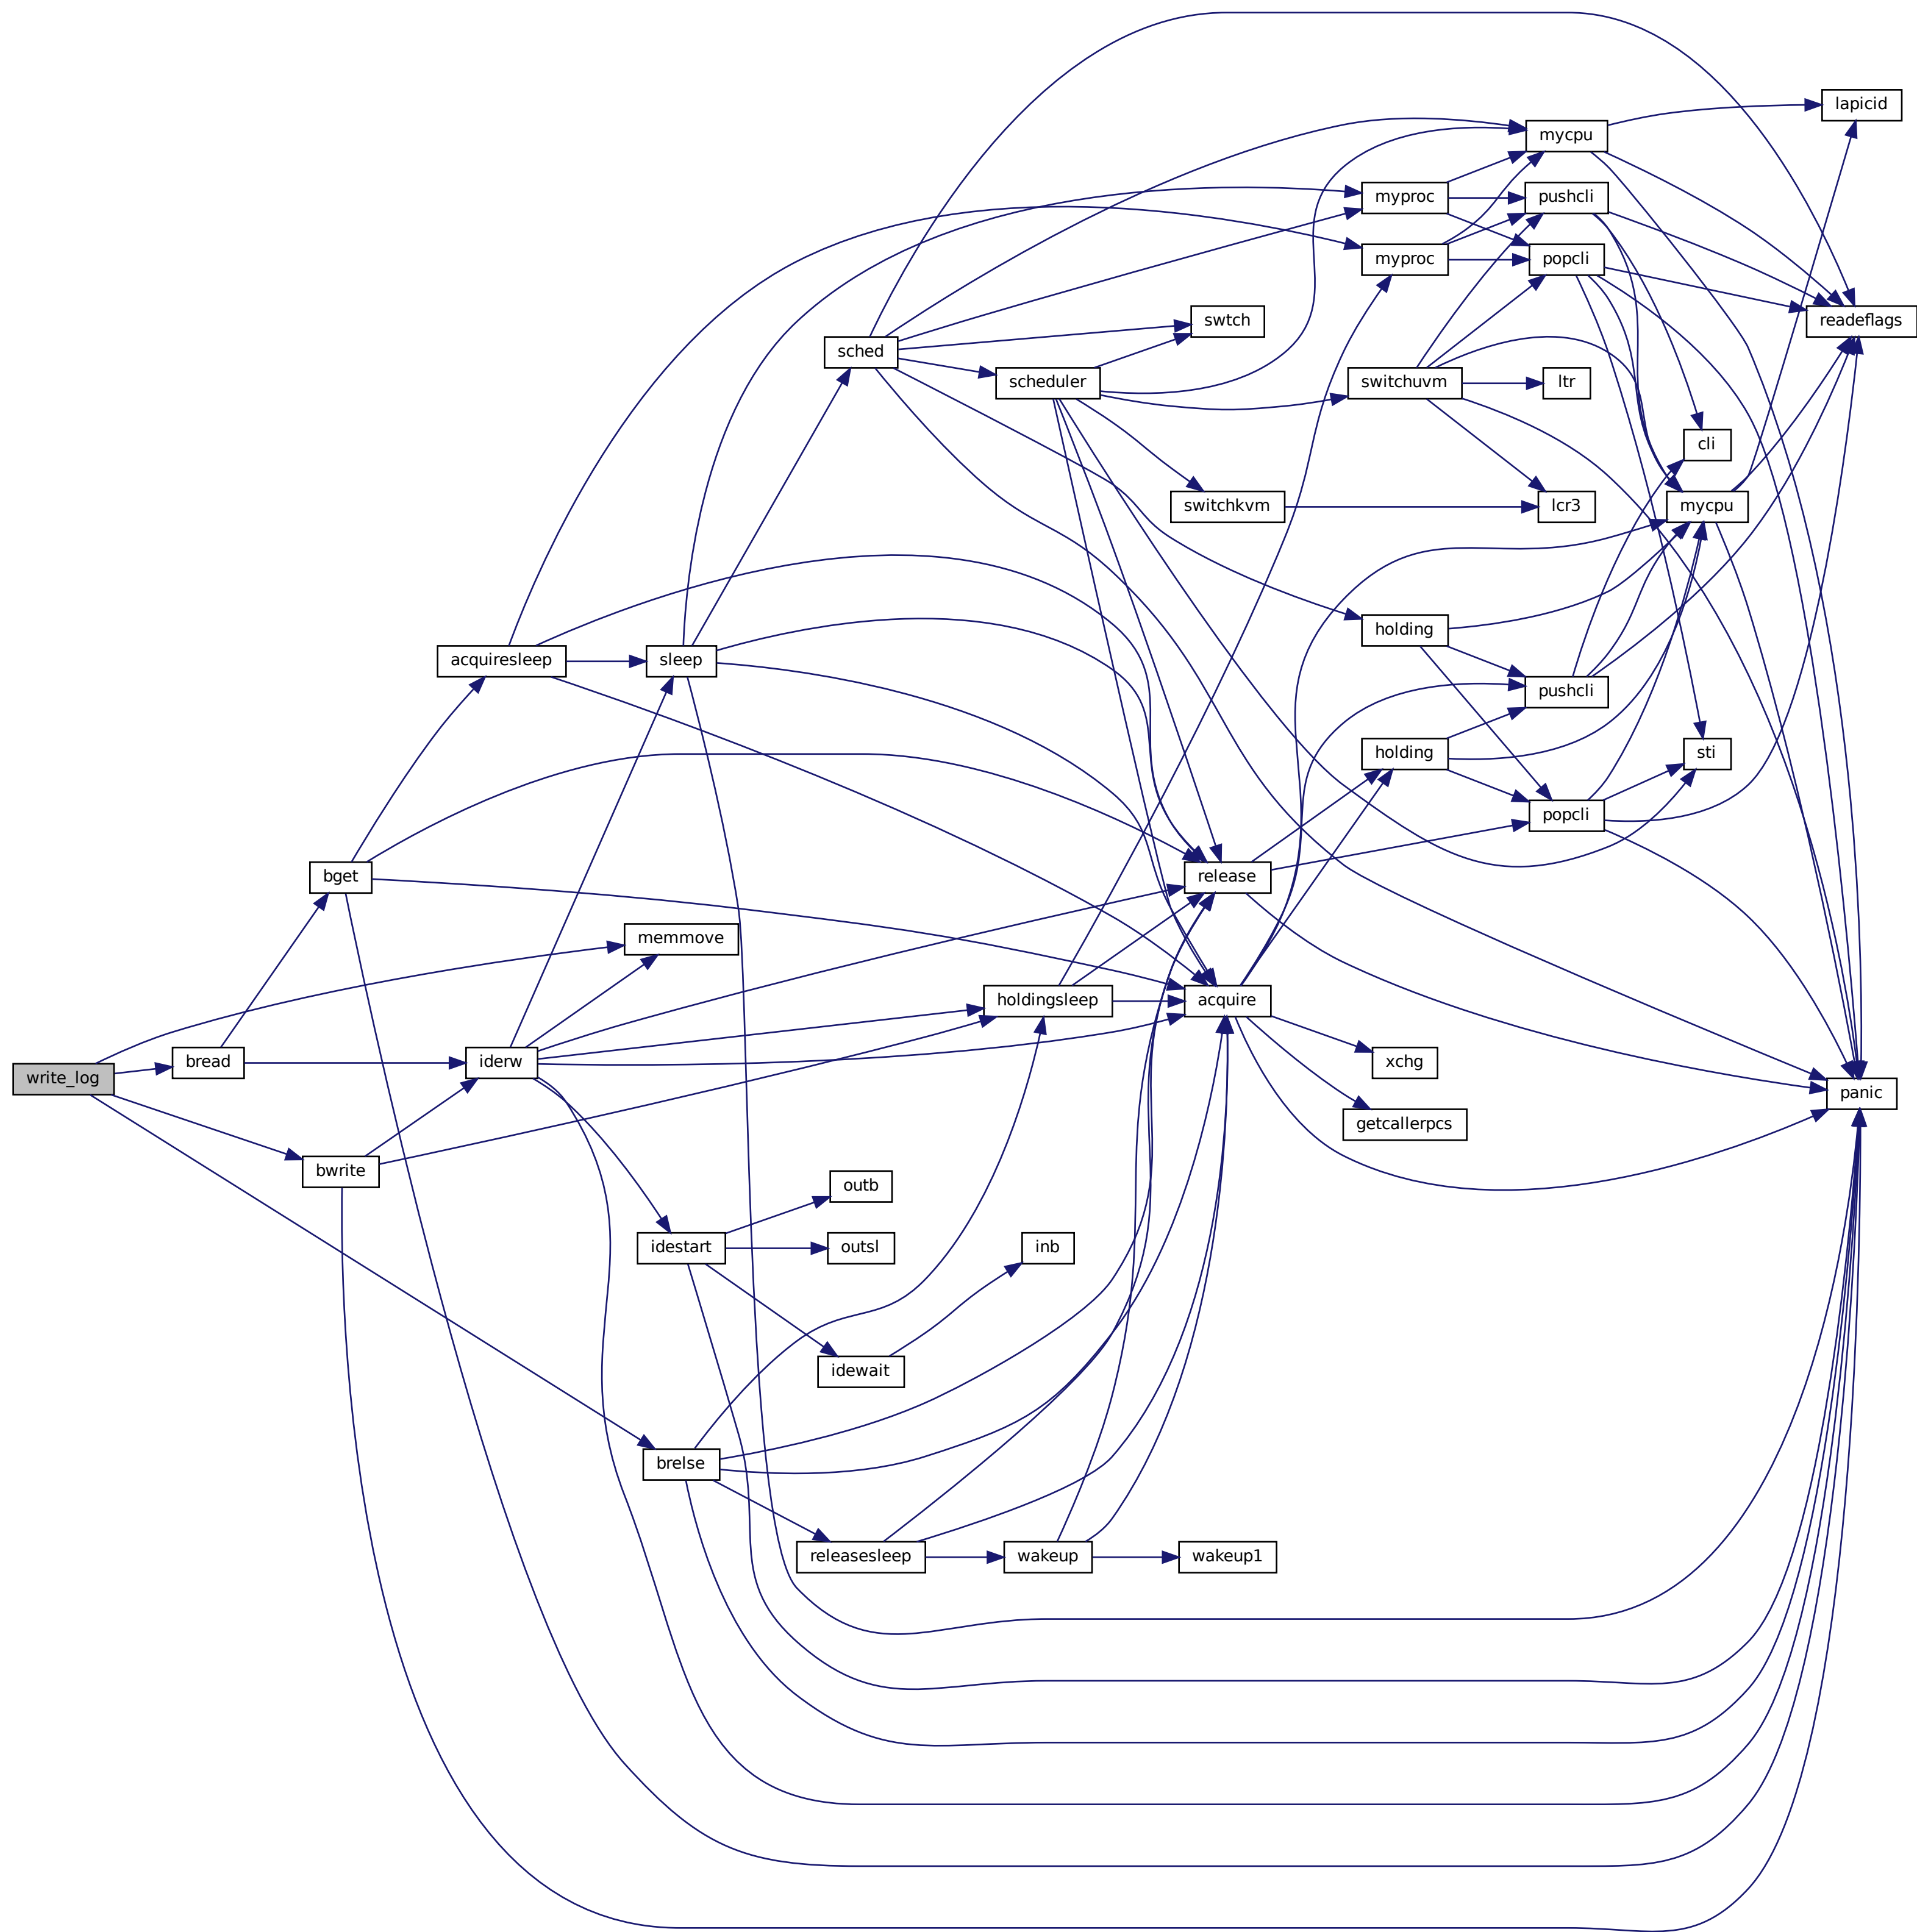 lapicid
mycpu
myproc
pushcli
myproc
popcli
swtch
readeflags
sched
scheduler
switchuvm
ltr
cli
switchkvm
lcr3
mycpu
holding
acquiresleep
sleep
pushcli
holding
sti
popcli
bget
release
memmove
holdingsleep
acquire
write_log
bread
iderw
xchg
panic
getcallerpcs
bwrite
outb
idestart
outsl
inb
idewait
brelse
releasesleep
wakeup
wakeup1